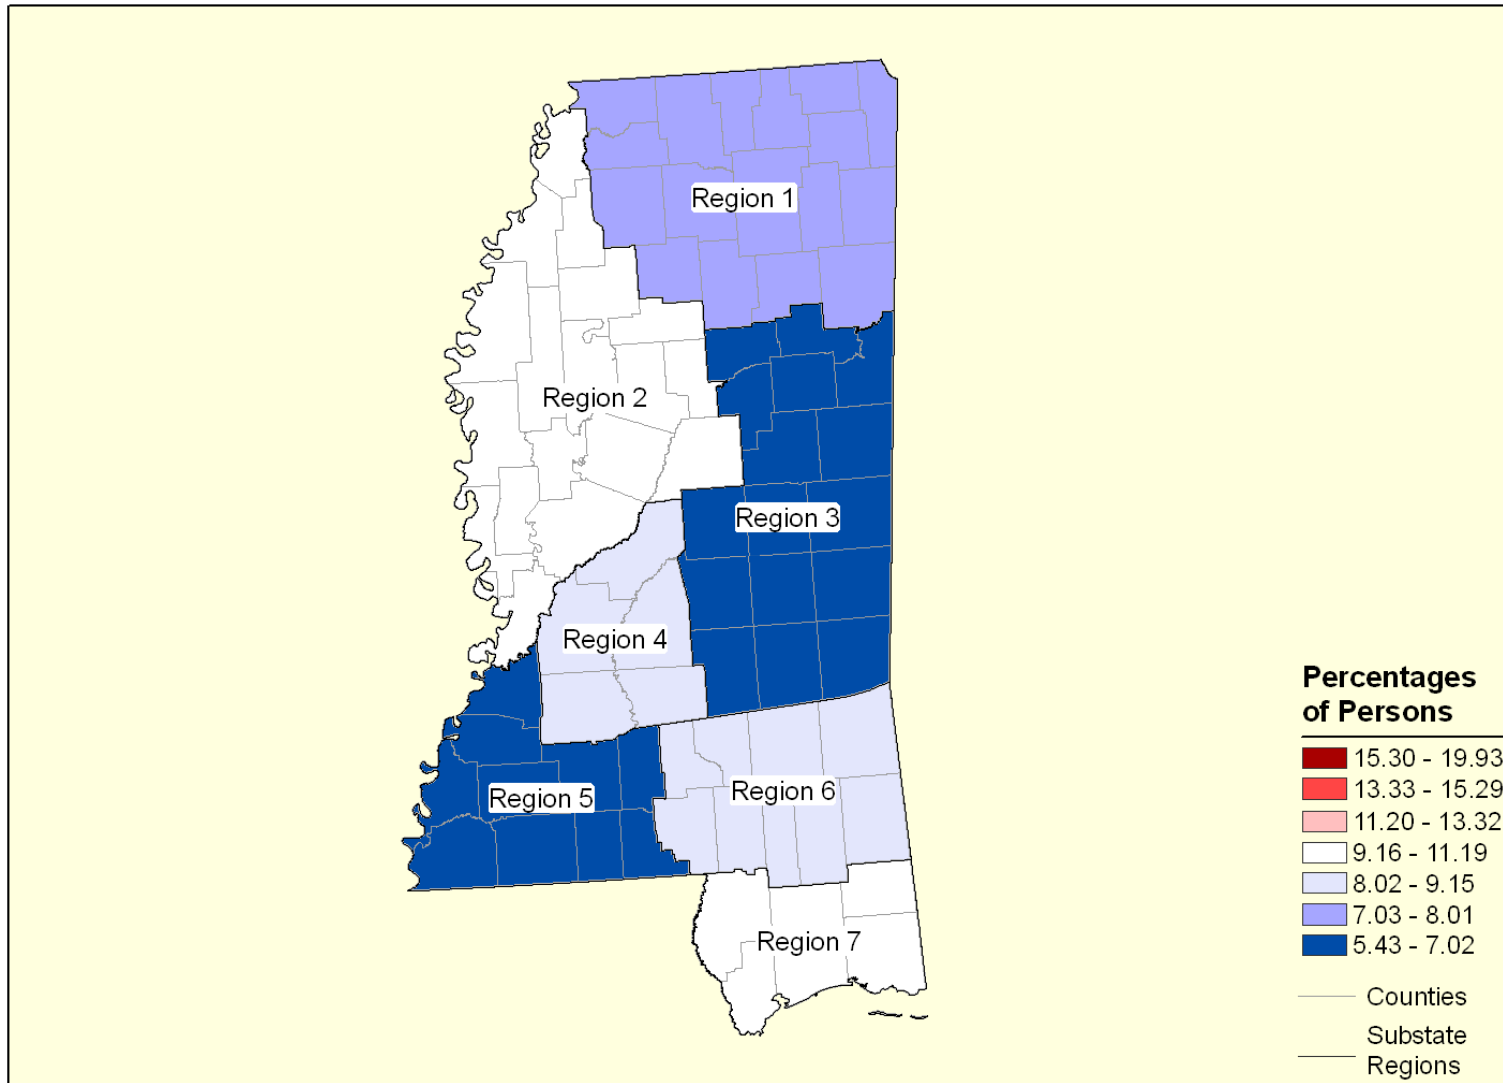 Region 1
Region 2
Region 3
Region 4
Region 5
Region 6
Region 7
Percentages
of Persons
15.30 - 19.93
13.33 - 15.29
11.20 - 13.32
9.16 - 11.19
8.02 - 9.15
7.03 - 8.01
5.43 - 7.02
Counties
Substate
Regions